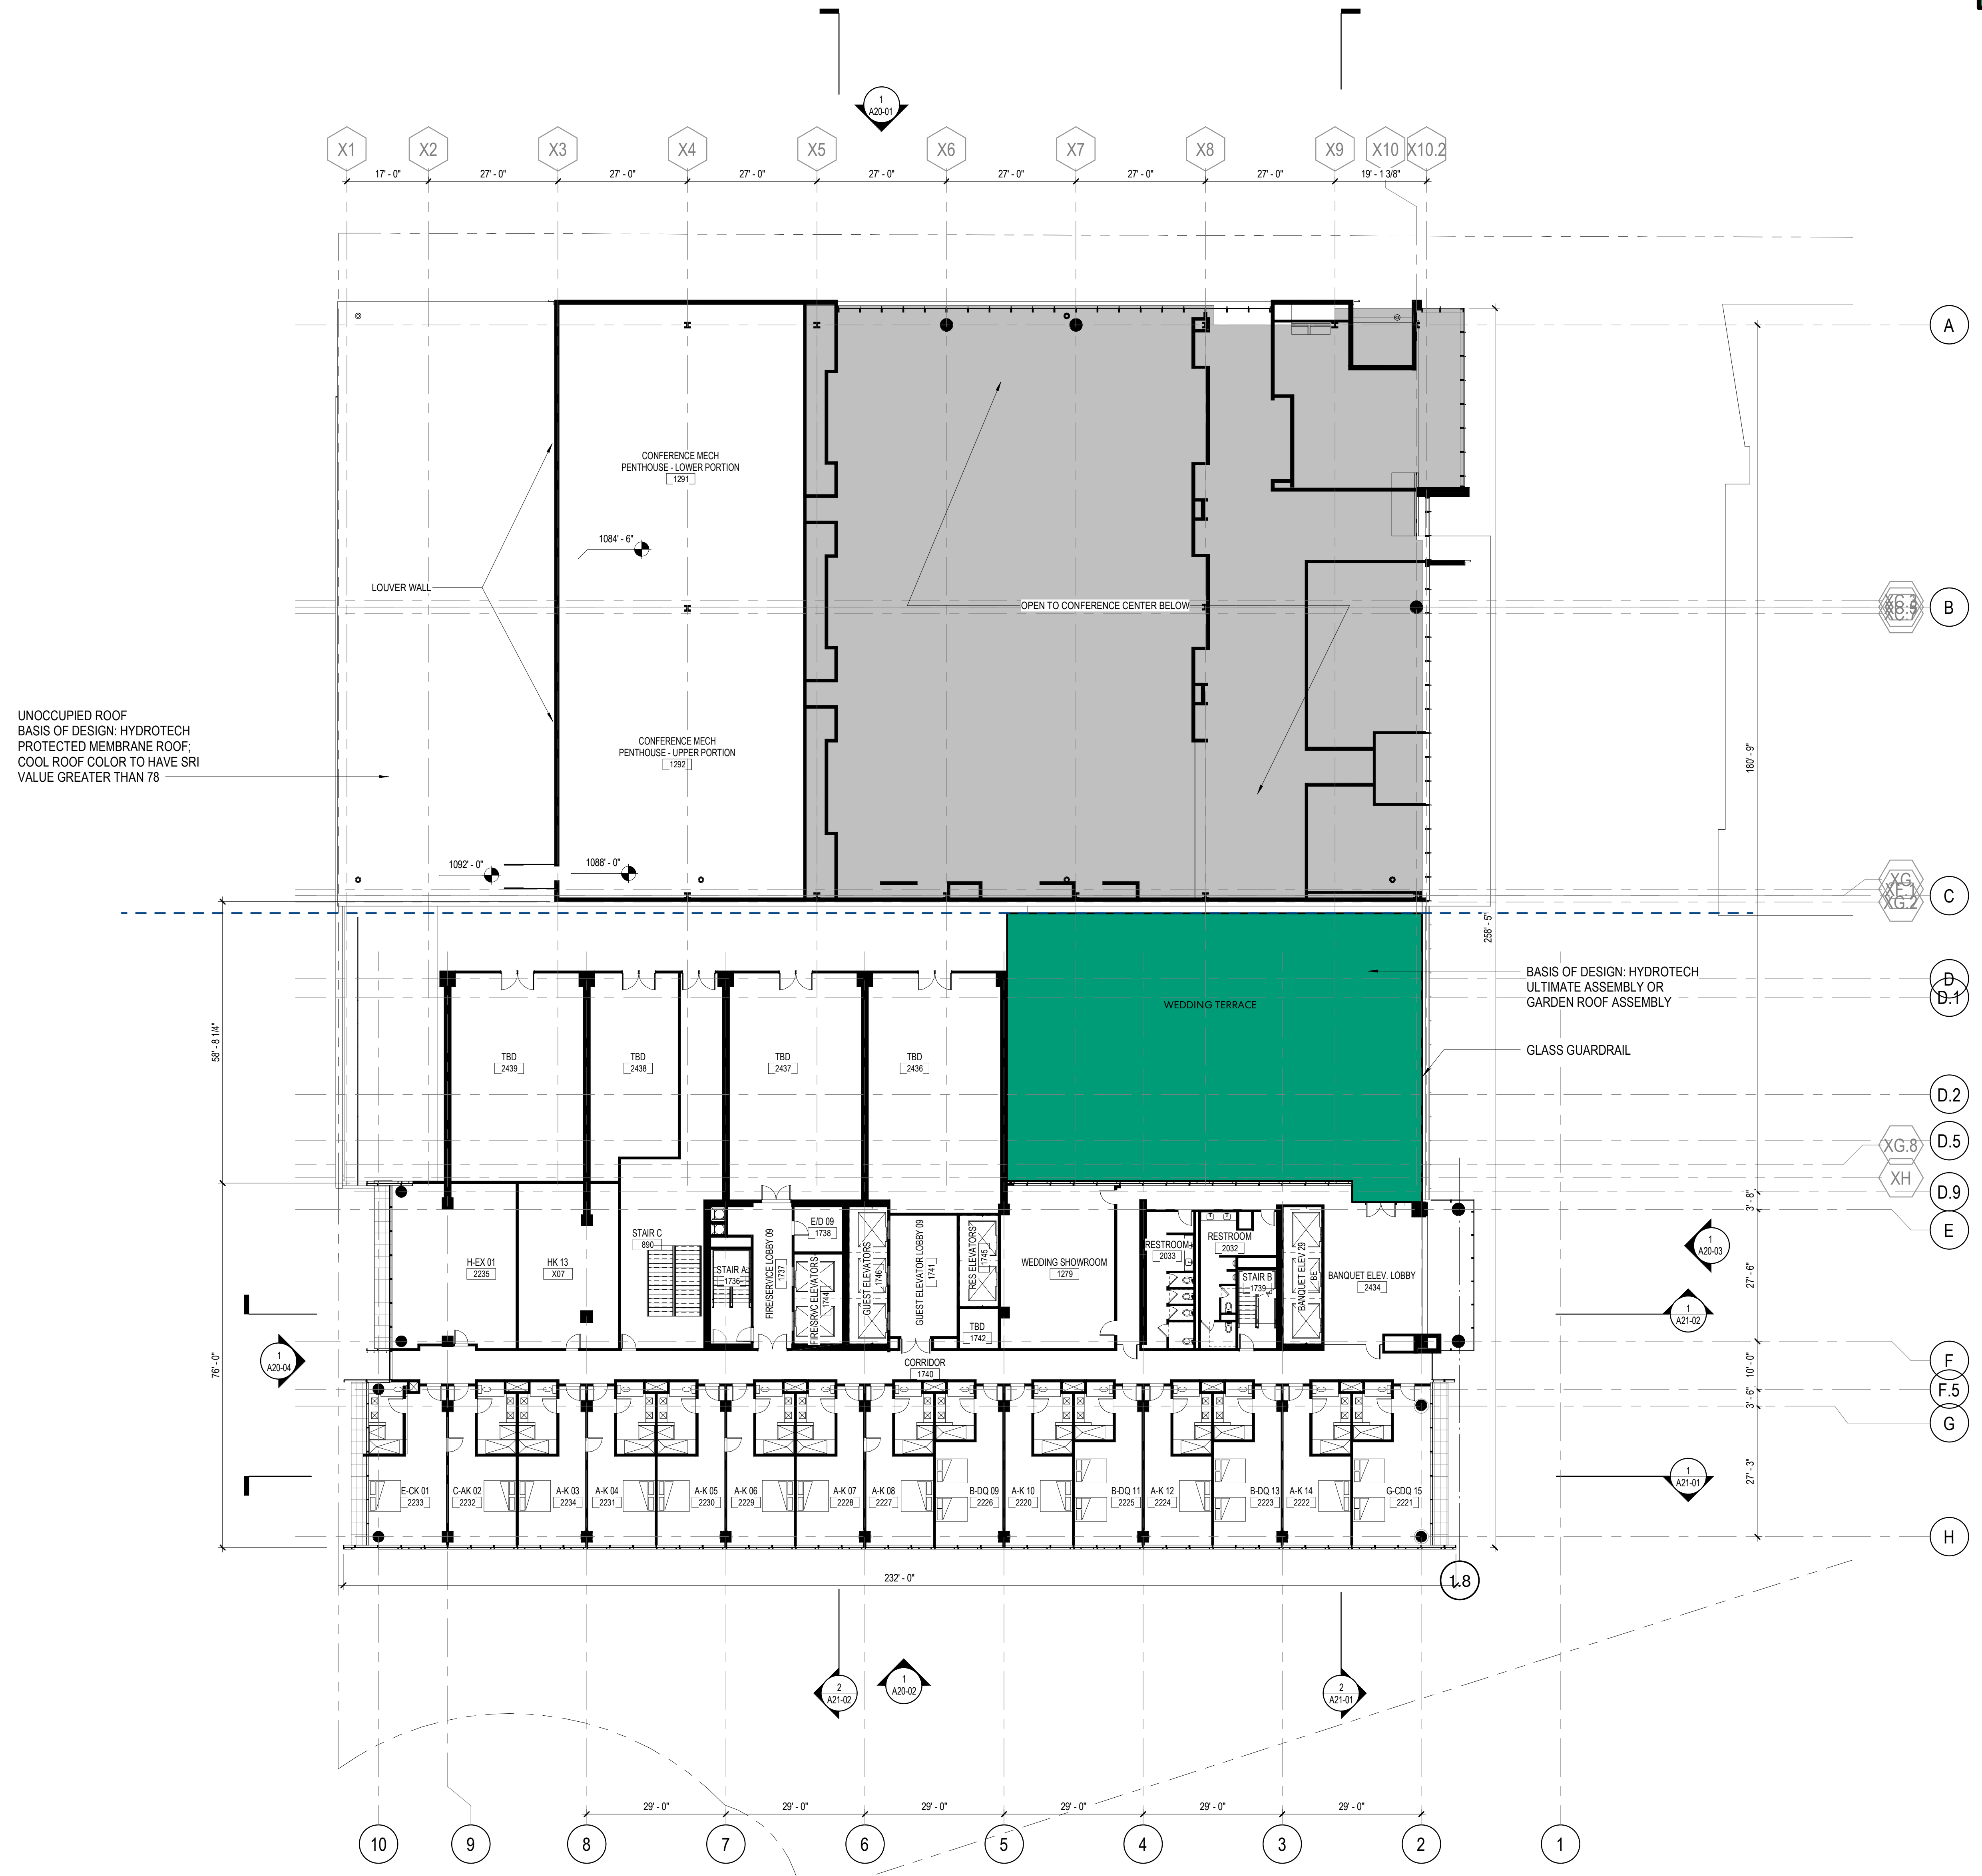 1
A20-01
X1
X2
X3
X4
X5
X6
X7
X8
X9
X10
X10.2
17' - 0"
27' - 0"
27' - 0"
27' - 0"
27' - 0"
27' - 0"
27' - 0"
27' - 0"
19' - 1 3/8"
A
CONFERENCE MECH
PENTHOUSE - LOWER PORTION
1291
1084' - 6"
LOUVER WALL
OPEN TO CONFERENCE CENTER BELOW
B
UNOCCUPIED ROOF
BASIS OF DESIGN: HYDROTECH
PROTECTED MEMBRANE ROOF;
COOL ROOF COLOR TO HAVE SRI
VALUE GREATER THAN 78
CONFERENCE MECH
PENTHOUSE - UPPER PORTION
1292
180' - 9"
1092' - 0"
1088' - 0"
XG
XG.2
C
258' - 5"
BASIS OF DESIGN: HYDROTECH
ULTIMATE ASSEMBLY OR
GARDEN ROOF ASSEMBLY
D
D.1
WEDDING TERRACE
58' - 8 1/4"
GLASS GUARDRAIL
TBD
2439
TBD
2438
TBD
2437
TBD
2436
D.2
D.5
XG.8
XH
D.9
3' - 8"
E
E/D 09
1738
STAIR C
890
H-EX 01
2235
HK 13
X07
STAIR A
1736
FIRE/SERVICE LOBBY 09
1737
FIRE/SRVC ELEVATORS
1744
GUEST ELEVATORS
1746
GUEST ELEVATOR LOBBY 09
1741
RES ELEVATORS
1745
TBD
1742
WEDDING SHOWROOM
1279
RESTROOM
2033
RESTROOM
2032
STAIR B
1739
BANQUET ELEV 29
BE
BANQUET ELEV. LOBBY
2434
1
A20-03
27' - 6"
1
A21-02
1
A20-04
CORRIDOR
1740
F
10' - 0"
F.5
3' - 6"
G
76' - 0"
E-CK 01
2233
C-AK 02
2232
A-K 03
2234
A-K 04
2231
A-K 05
2230
A-K 06
2229
A-K 07
2228
A-K 08
2227
B-DQ 09
2226
A-K 10
2220
B-DQ 11
2225
A-K 12
2224
B-DQ 13
2223
A-K 14
2222
G-CDQ 15
2221
27' - 3"
1
A21-01
H
232' - 0"
1.8
2
A21-02
1
A20-02
2
A21-01
29' - 0"
29' - 0"
29' - 0"
29' - 0"
29' - 0"
29' - 0"
10
9
8
7
6
5
4
3
2
1